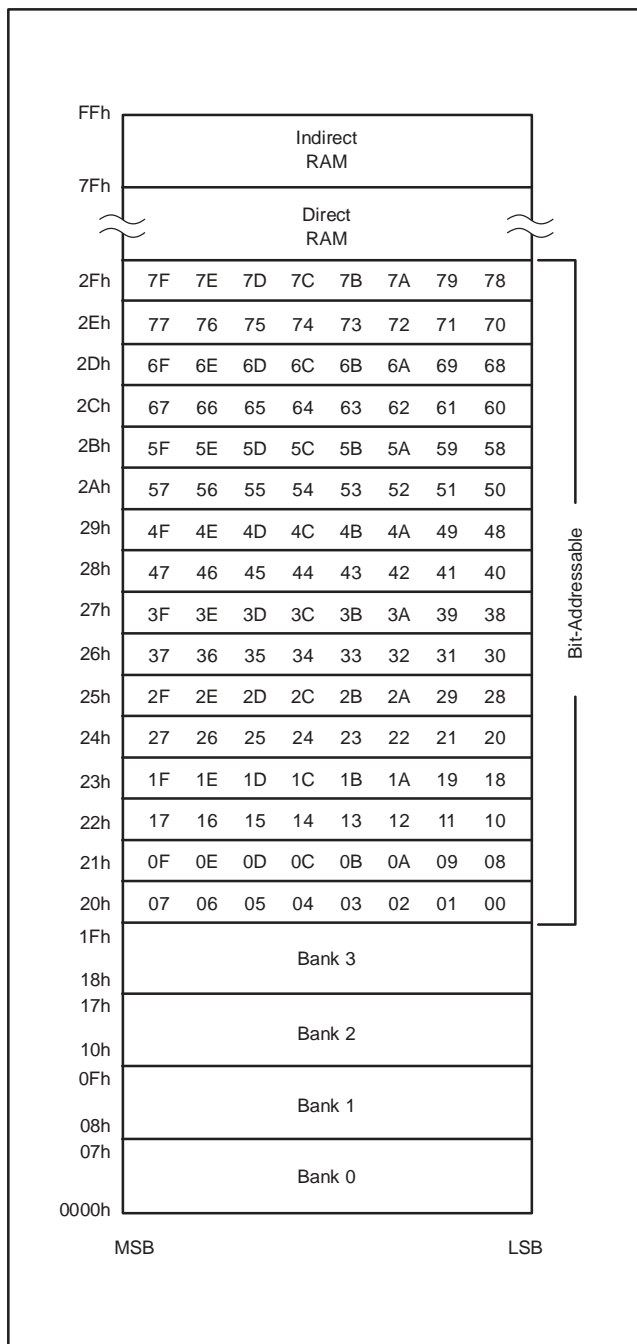 FFh
Indirect
RAM
7Fh
Direct
RAM
2Fh 7F 7E 7D 7C 7B 7A 79 78
2Eh 77 76 75 74 73 72 71 70
2Dh 6F 6E 6D 6C 6B 6A 69 68
2Ch 67 66 65 64 63 62 61 60
2Bh 5F 5E 5D 5C 5B 5A 59 58
2Ah 57 56 55 54 53 52 51 50
29h 4F 4E 4D 4C 4B 4A 49 48
28h 47 46 45 44 43 42 41 40
27h 3F 3E 3D 3C 3B 3A 39 38
26h 37 36 35 34 33 32 31 30
25h 2F 2E 2D 2C 2B 2A 29 28
24h 27 26 25 24 23 22 21 20
23h 1F 1E 1D 1C 1B 1A 19 18
22h 17 16 15 14 13 12 11 10
21h 0F 0E 0D 0C 0B 0A 09 08
20h 07 06 05 04 03 02 01 00
Bit-Addressable
1Fh
Bank 3
18h
17h
Bank 2
10h
0Fh
Bank 1
08h
07h
Bank 0
0000h
MSB LSB